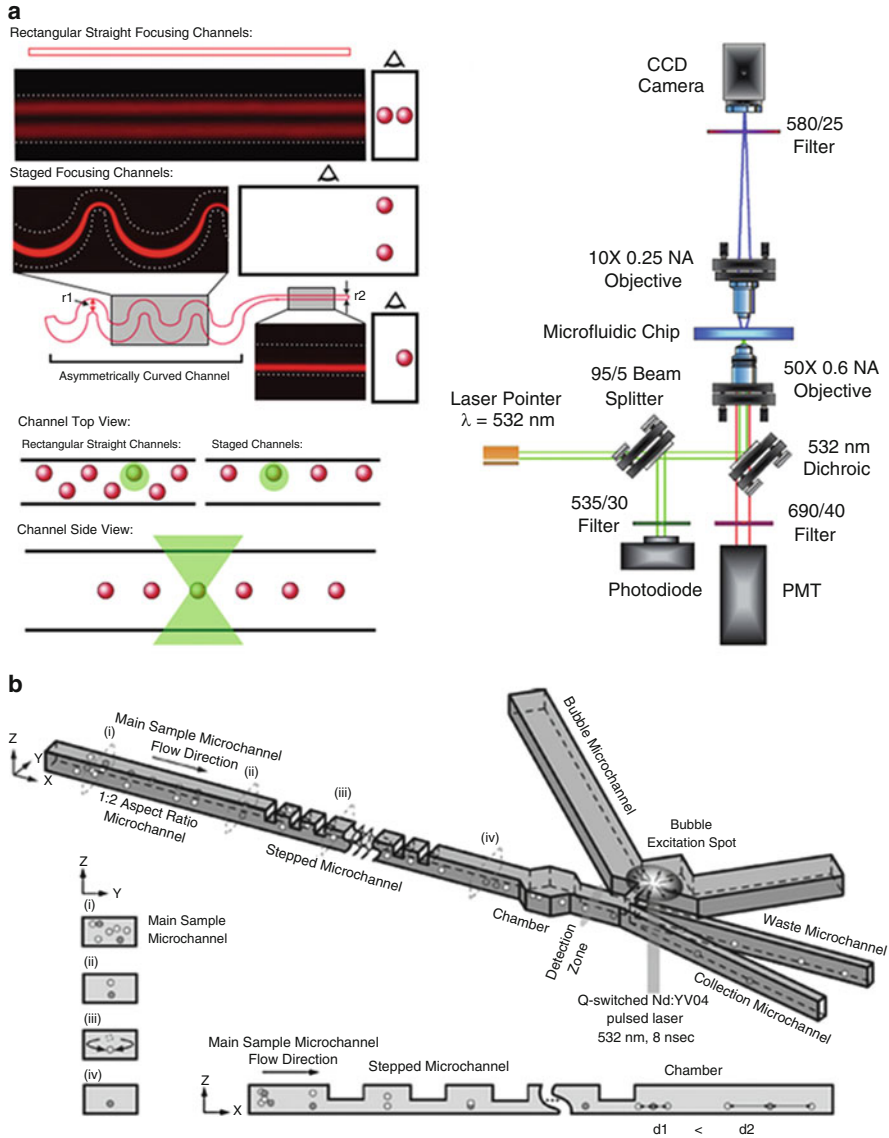 a
Rectangular Straight Focusing Channels:
Staged Focusing Channels:
r1
r2
Asymmetrically Curved Channel
Channel Top View:
Rectangular Straight Channels:
Staged Channels:
Channel Side View:
CCD
Camera
580/25
Filter
10X 0.25 NA
Objective
Microfluidic Chip
95/5 Beam
Splitter
50X 0.6 NA
Objective
Laser Pointer
λ = 532 nm
532 nm
Dichroic
535/30
Filter
690/40
Filter
Photodiode
PMT
b
Z
Y
X
(i)
Main Sample Microchannel
Flow Direction
(ii)
(iii)
(iv)
1:2 Aspect Ratio
Microchannel
Stepped Microchannel
Chamber
Detection
Zone
Bubble Microchannel
Bubble
Excitation Spot
Waste Microchannel
Collection Microchannel
Q-switched Nd:YV04
pulsed laser
532 nm, 8 nsec
Z
Y
(i)
Main Sample
Microchannel
(ii)
(iii)
(iv)
Main Sample Microchannel
Flow Direction
Stepped Microchannel
Chamber
Z
X
d1 < d2